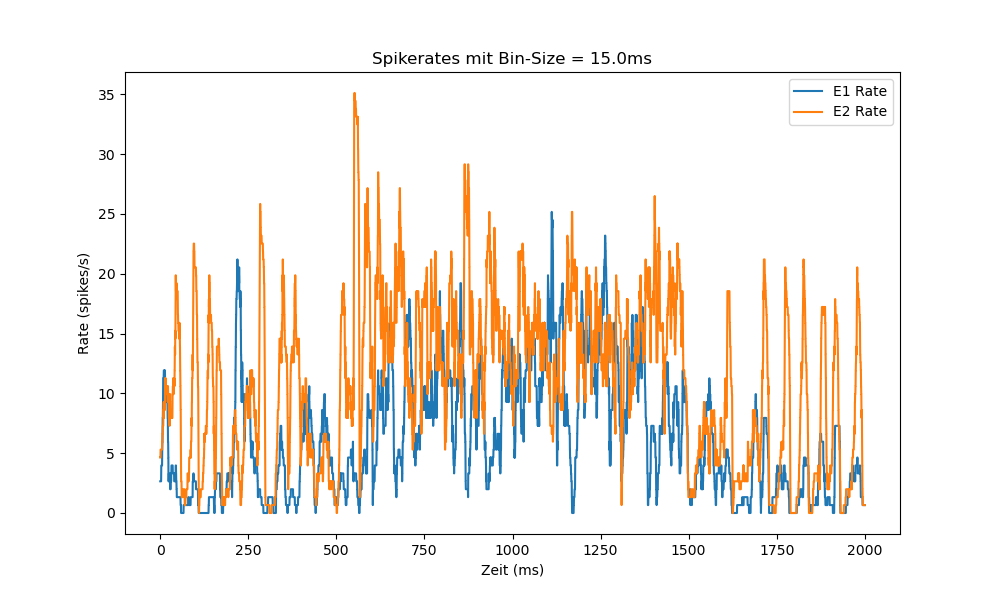 Spikerates mit Bin-Size = 15.0ms
E1 Rate
E2 Rate
Rate (spikes/s)
35
30
25
20
15
10
5
0
0 250 500 750 1000 1250 1500 1750 2000
Zeit (ms)